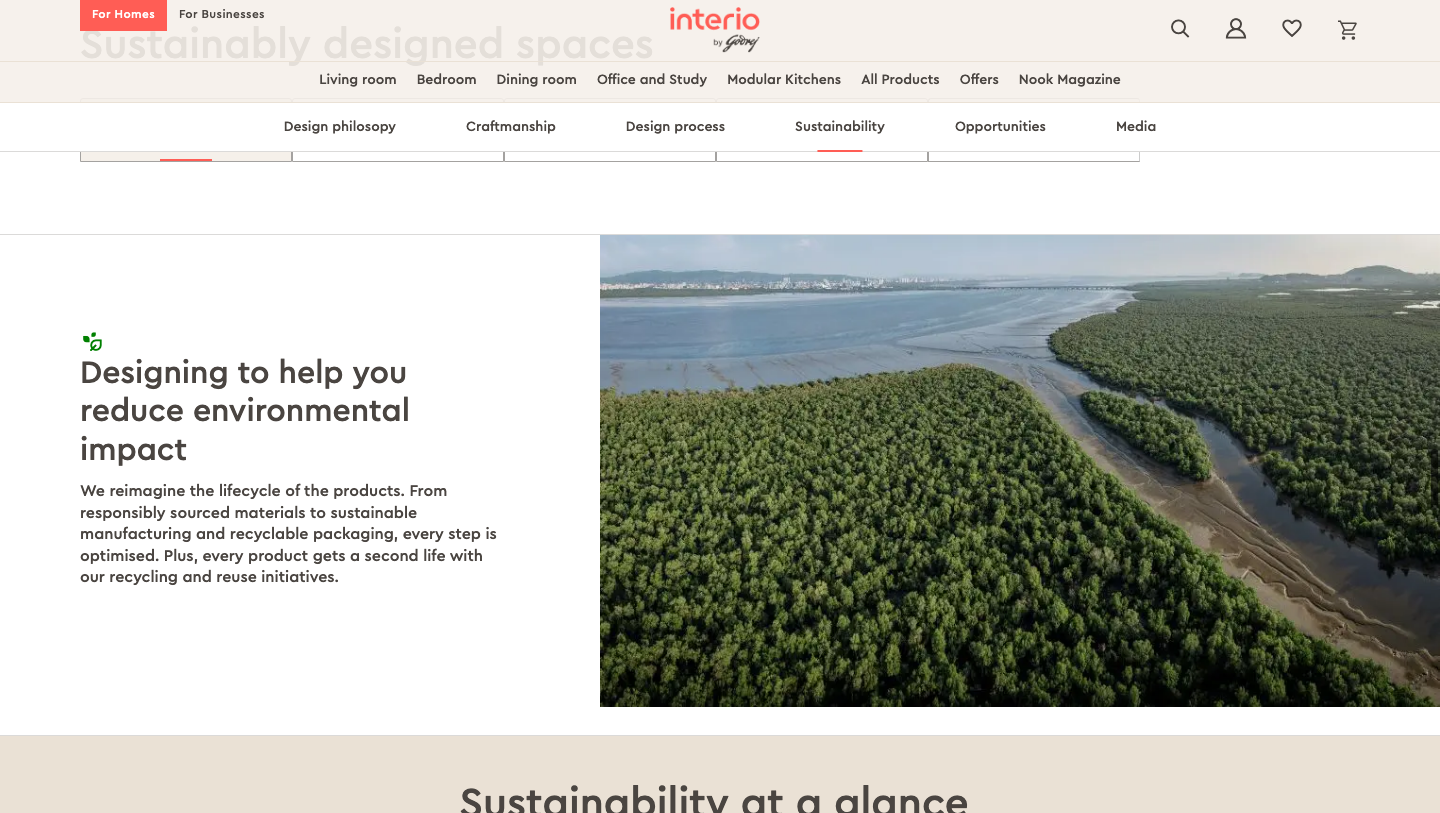 For Homes
For Businesses
interio
by Godrej
Sustainably designed spaces
Living room
Bedroom
Dining room
Office and Study
Modular Kitchens
All Products
Offers
Nook Magazine
Design philosopy
Craftmanship
Design process
Sustainability
Opportunities
Media
Designing to help you
reduce environmental
impact
We reimagine the lifecycle of the products. From
responsibly sourced materials to sustainable
manufacturing and recyclable packaging, every step is
optimised. Plus, every product gets a second life with
our recycling and reuse initiatives.
Sustainability at a glance